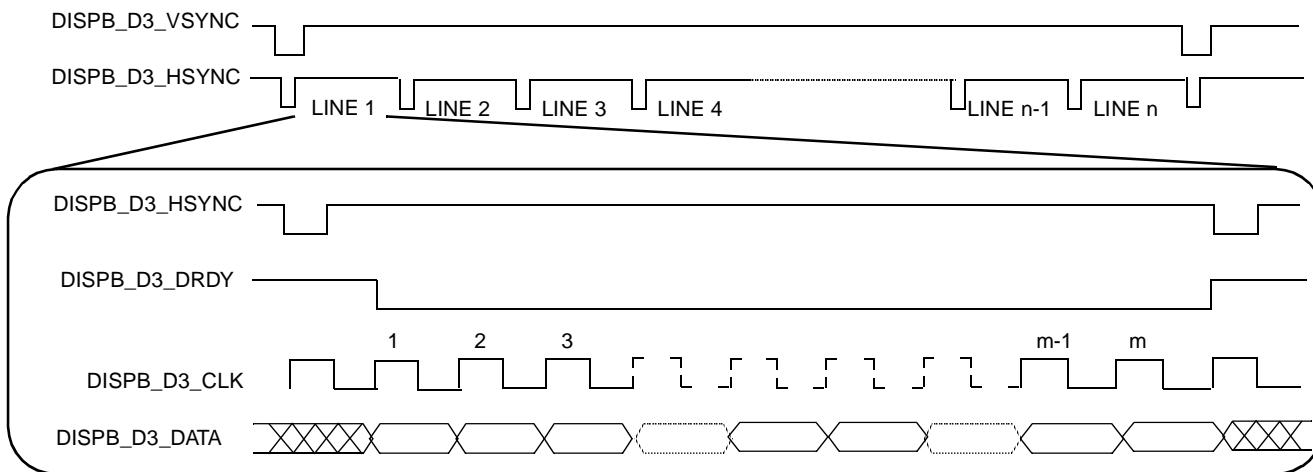 DISPB_D3_VSYNC
DISPB_D3_HSYNC
LINE 1 LINE 2 LINE 3 LINE 4 LINE n-1 LINE n
DISPB_D3_HSYNC
DISPB_D3_DRDY
1 2 3 m-1 m
DISPB_D3_CLK
DISPB_D3_DATA